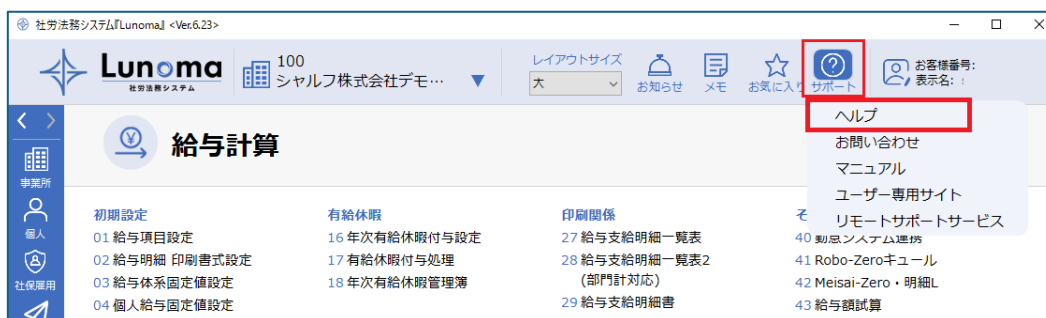 社労法務システム『Lunoma』 <Ver.6.23>
Lunoma
社労法務システム
100
シャルフ株式会社デモ…
レイアウトサイズ
大
お知らせ
メモ
お気に入り
サポート
お客様番号:
表示名:
ヘルプ
お問い合わせ
マニュアル
ユーザー専用サイト
リモートサポートサービス
事業所
個人
社保雇用
給与計算
初期設定
01 給与項目設定
02 給与明細 印刷書式設定
03 給与体系固定値設定
04 個人給与固定値設定
有給休暇
16 年次有給休暇付与設定
17 有給休暇付与処理
18 年次有給休暇管理簿
印刷関係
27 給与支給明細一覧表
28 給与支給明細一覧表2
(部門計対応)
29 給与支給明細書
そ
40 勤怠システム連携
41 Robo-Zeroキュール
42 Meisai-Zero・明細L
43 給与額試算